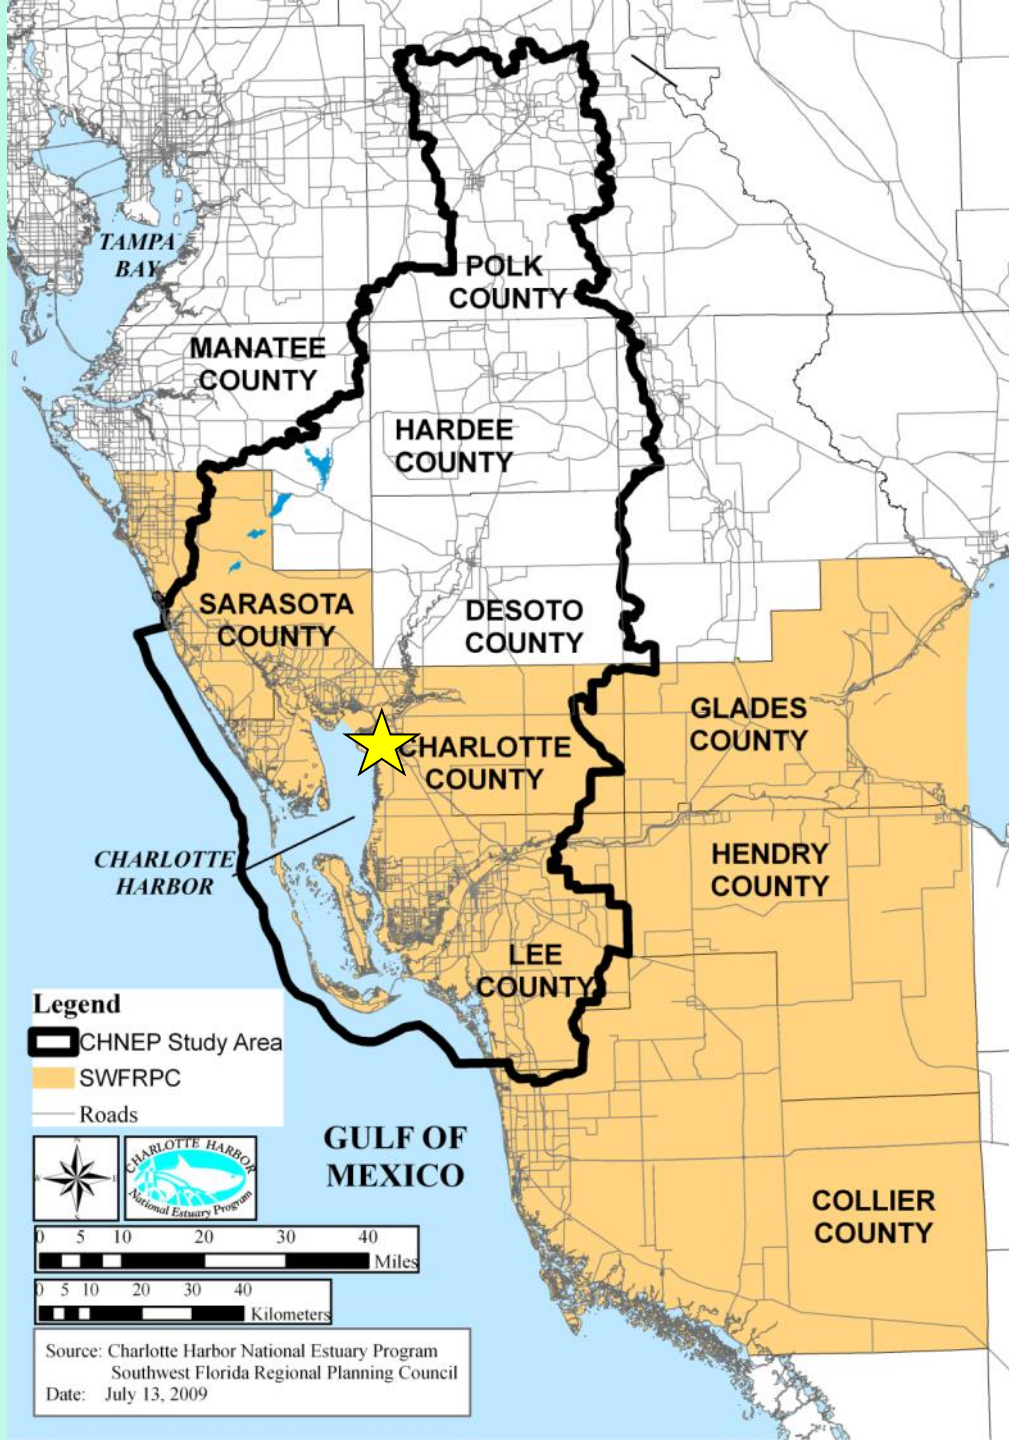 TAMPA
BAY
POLK
COUNTY
MANATEE
COUNTY
HARDEE
COUNTY
SARASOTA
COUNTY
DESOTO
COUNTY
GLADES
COUNTY
CHARLOTTE
COUNTY
CHARLOTTE
HARBOR
HENDRY
COUNTY
LEE
COUNTY
Legend
CHNEP Study Area
SWFRPC
Roads
GULF OF
MEXICO
COLLIER
COUNTY
N
W E
S
CHARLOTTE HARBOR
National Estuary Program
0 5 10 20 30 40
Miles
0 5 10 20 30 40
Kilometers
Source: Charlotte Harbor National Estuary Program
Southwest Florida Regional Planning Council
Date: July 13, 2009